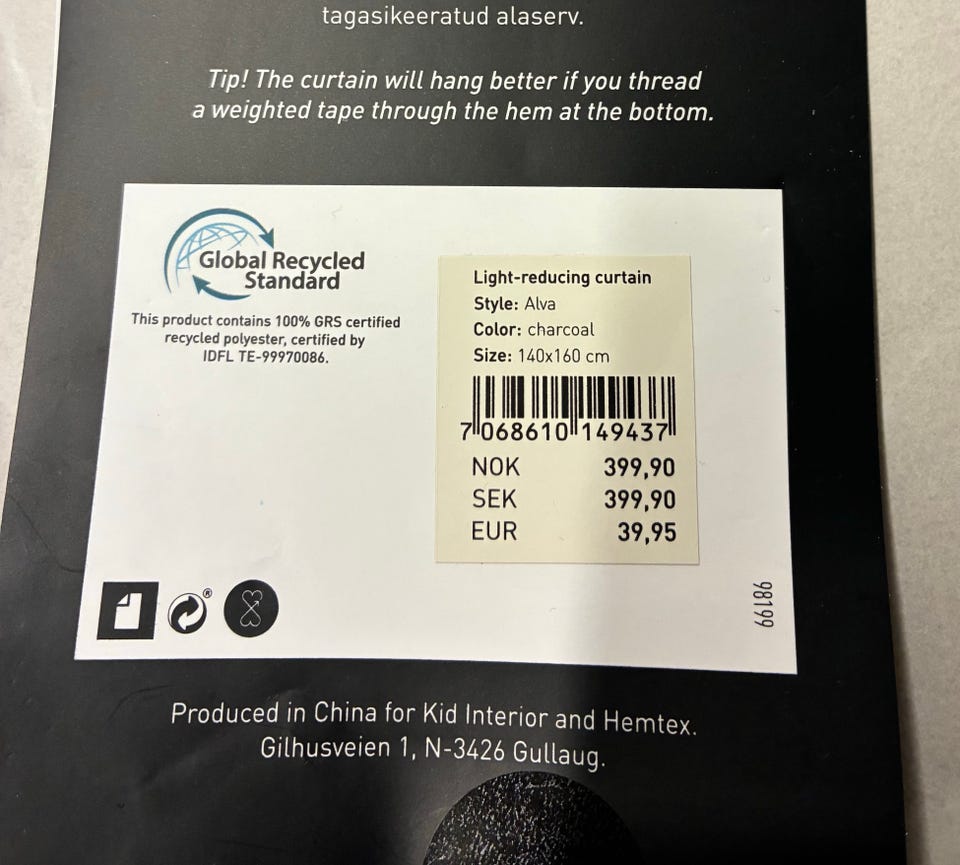 tagasikeeratud alaserv.
Tip! The curtain will hang better if you thread
a weighted tape through the hem at the bottom.
Global Recycled
Standard
This product contains 100% GRS certified
recycled polyester, certified by
IDFL TE-99970086.
Light-reducing curtain
Style: Alva
Color: charcoal
Size: 140x160 cm
7 068610 149437
NOK 399,90
SEK 399,90
EUR 39,95
®
98199
Produced in China for Kid Interior and Hemtex.
Gilhusveien 1, N-3426 Gullaug.